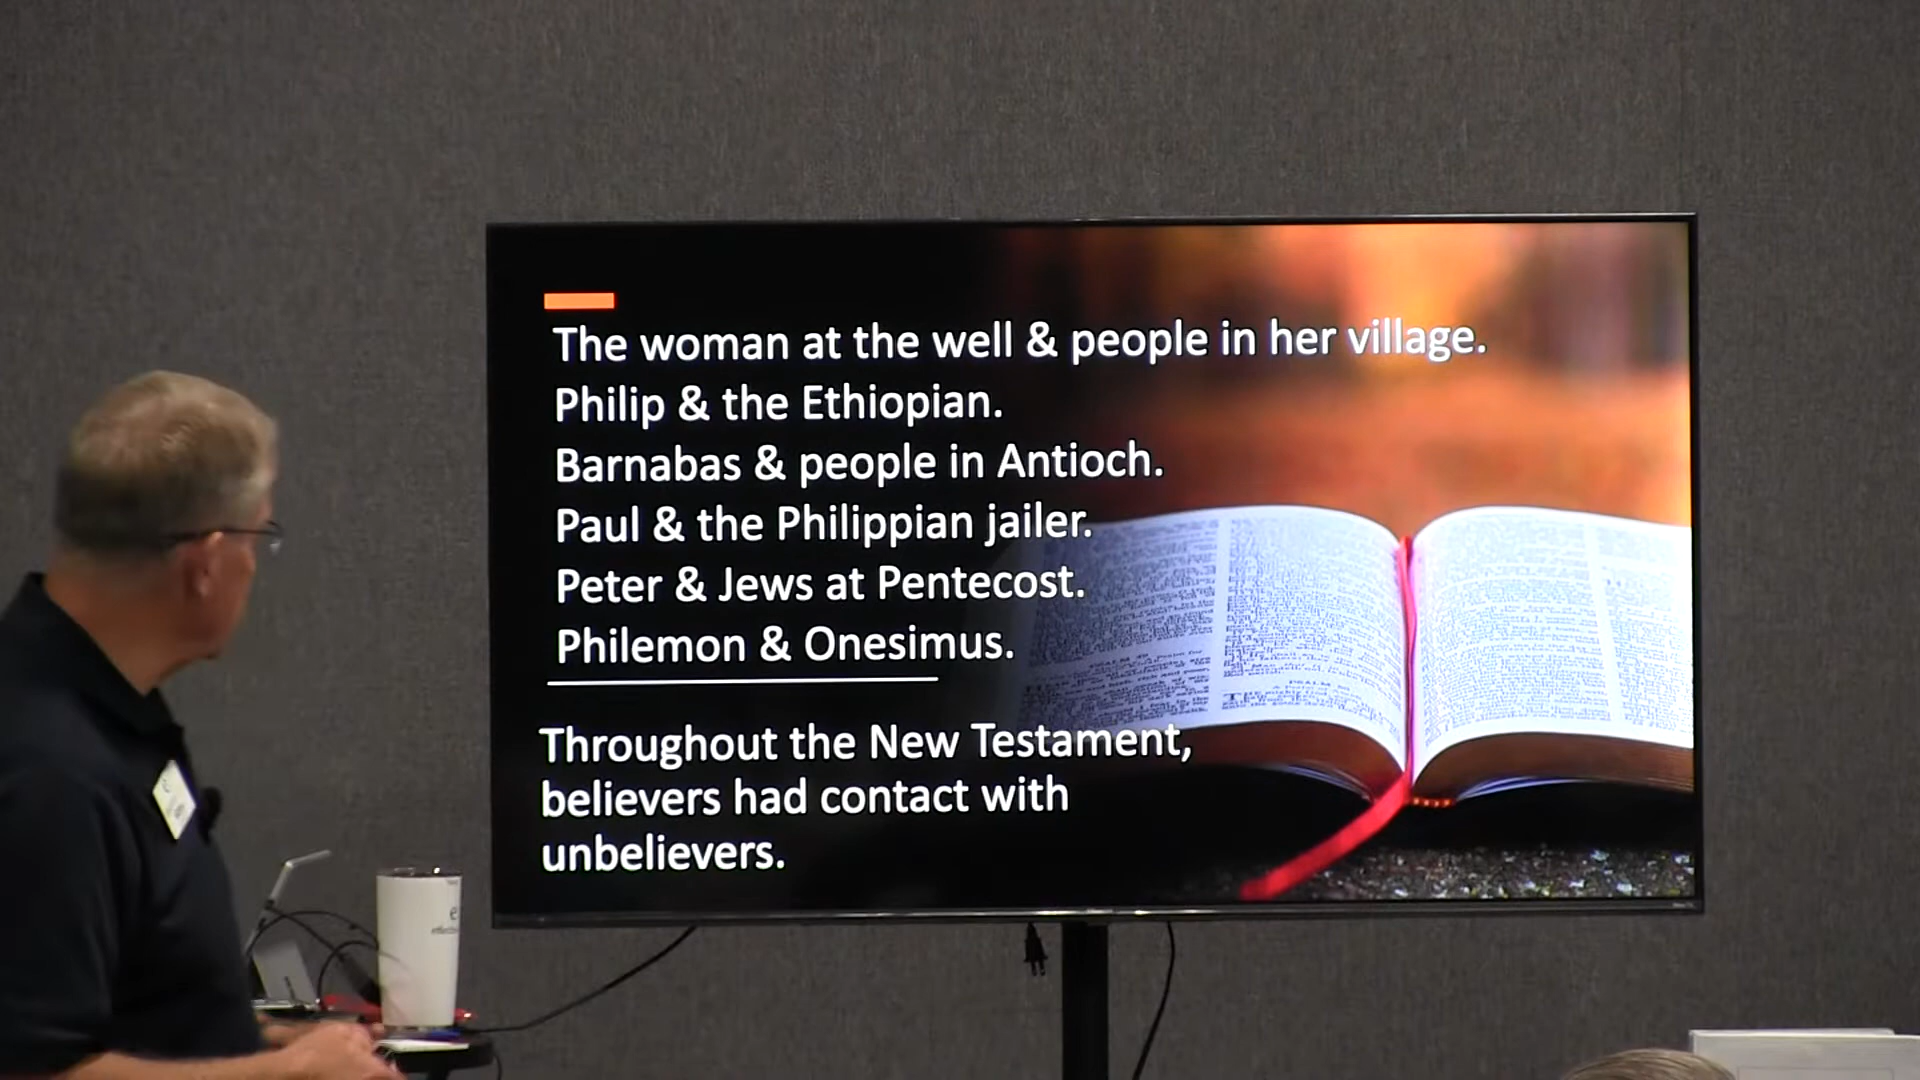 The woman at the well & people in her village.
Philip & the Ethiopian.
Barnabas & people in Antioch.
Paul & the Philippian jailer.
Peter & Jews at Pentecost.
Philemon & Onesimus.
Throughout the New Testament,
believers had contact with
unbelievers.